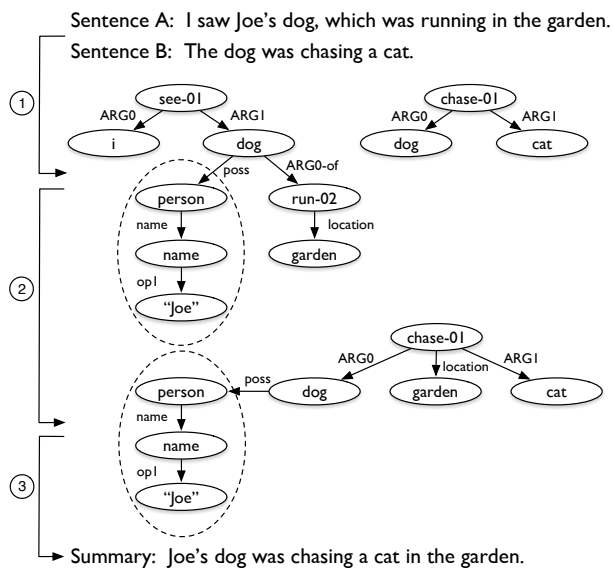 Sentence A: I saw Joe's dog, which was running in the garden.
Sentence B: The dog was chasing a cat.
1
see-01
chase-01
ARG0
ARG1
ARG0
ARG1
i
dog
dog
cat
poss
ARG0-of
person
run-02
name
location
2
name
garden
op1
“Joe”
chase-01
ARG0
location
ARG1
person
poss
dog
garden
cat
name
name
3
op1
“Joe”
Summary: Joe's dog was chasing a cat in the garden.